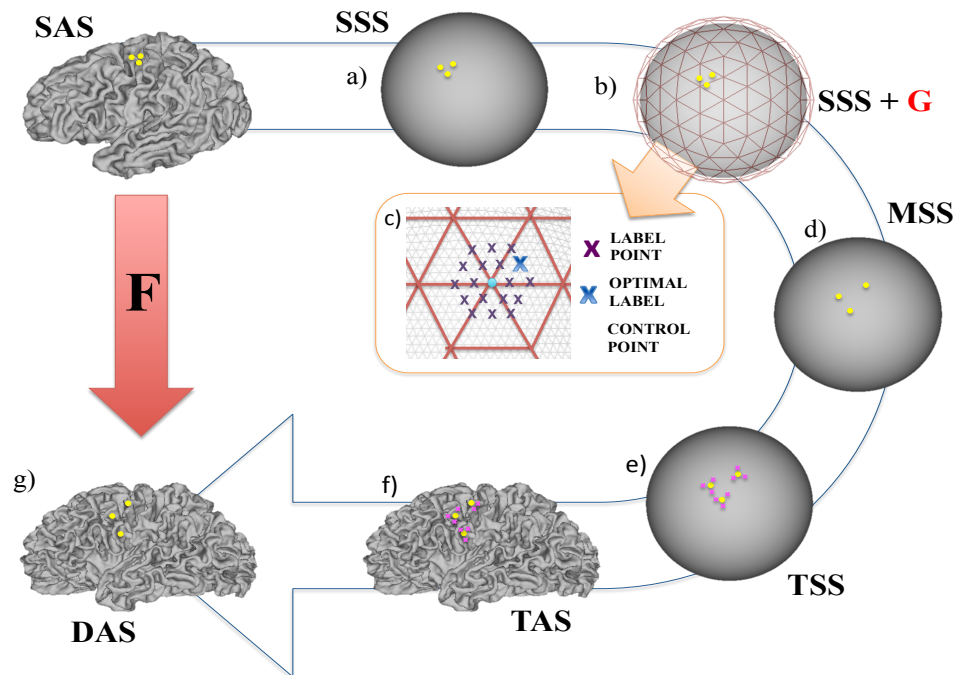 SAS
SSS
a)
b)
SSS + G
MSS
c)
X LABEL
POINT
X OPTIMAL
LABEL
CONTROL
POINT
d)
F
e)
TSS
f)
TAS
g)
DAS